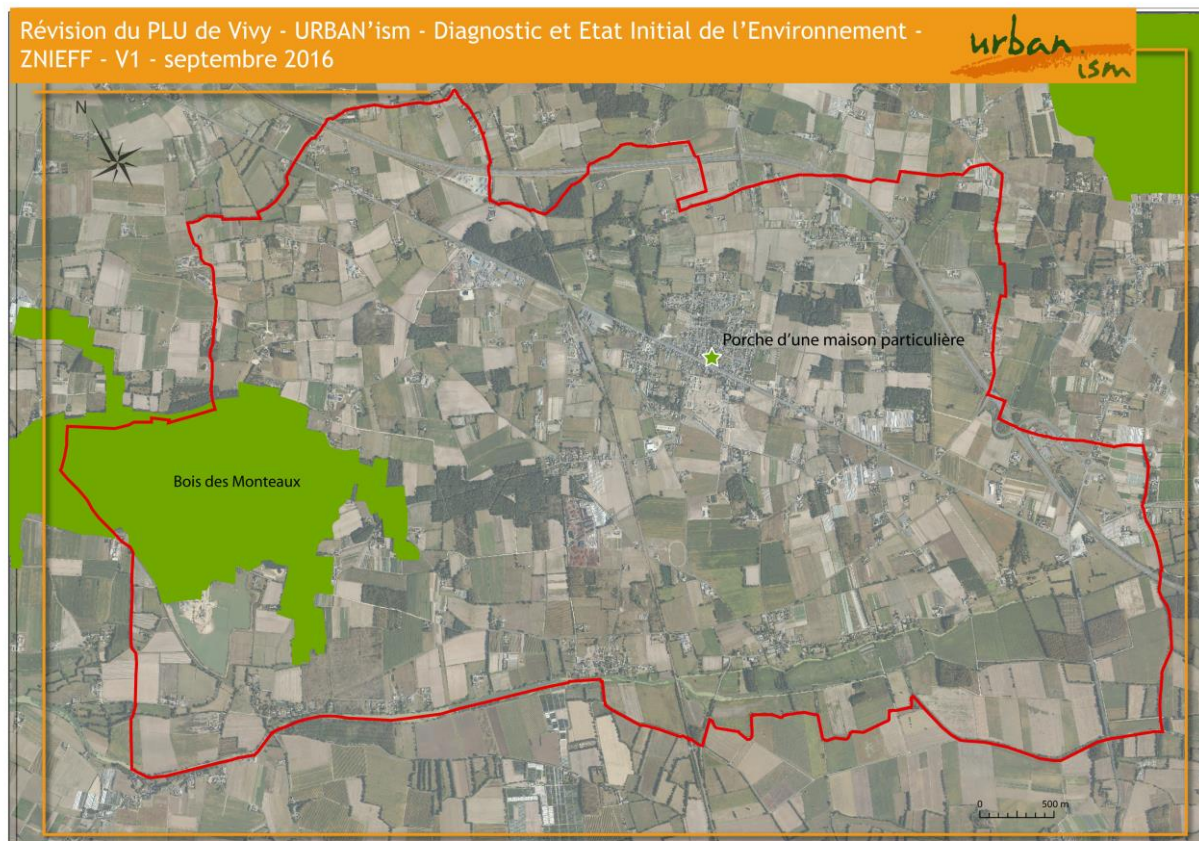 Révision du PLU de Vivy - URBAN’ism - Diagnostic et Etat Initial de l’Environnement -
ZNIEFF - V1 - septembre 2016
urban
ism
N
Porche d’une maison particulière
Bois des Monteaux
0 500 m